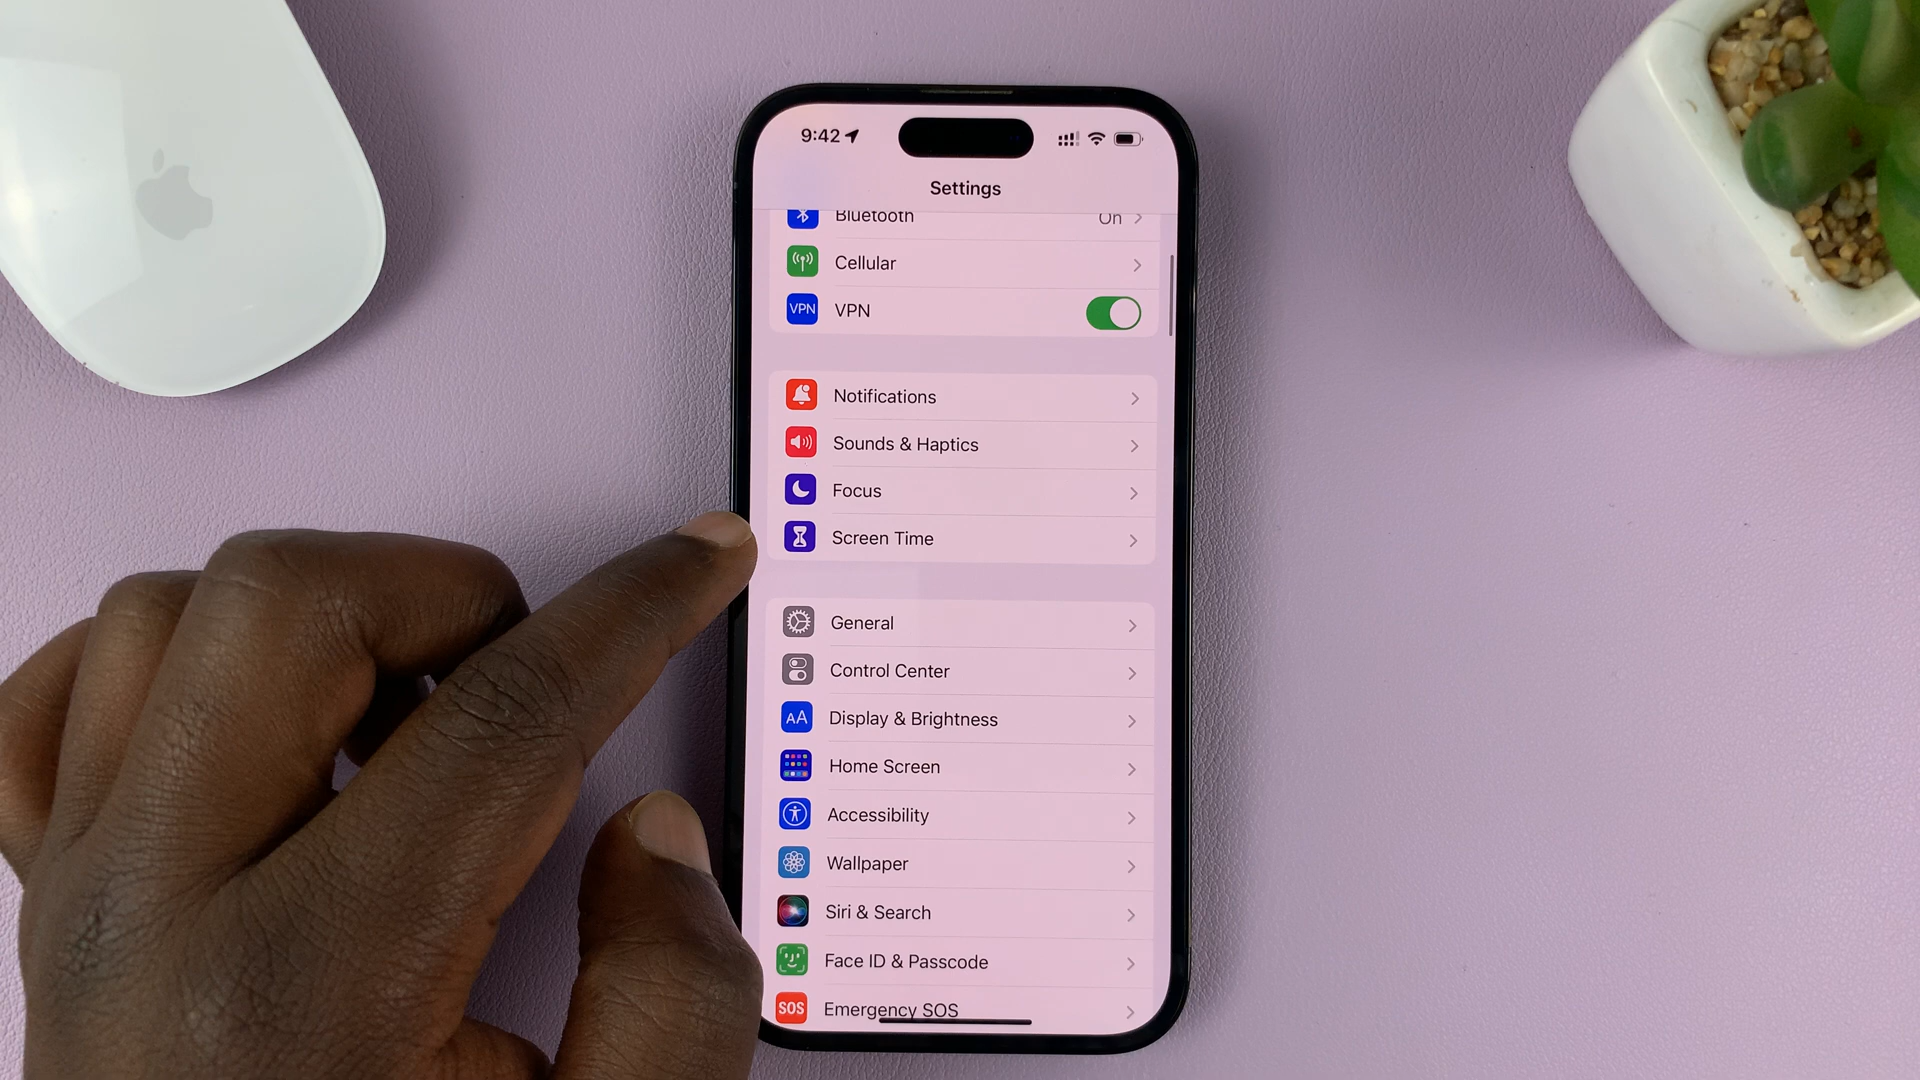 9:42
Settings
Bluetooth On
Cellular
VPN VPN
Notifications
Sounds & Haptics
Focus
Screen Time
General
Control Center
AA Display & Brightness
Home Screen
Accessibility
Wallpaper
Siri & Search
Face ID & Passcode
SOS Emergency SOS